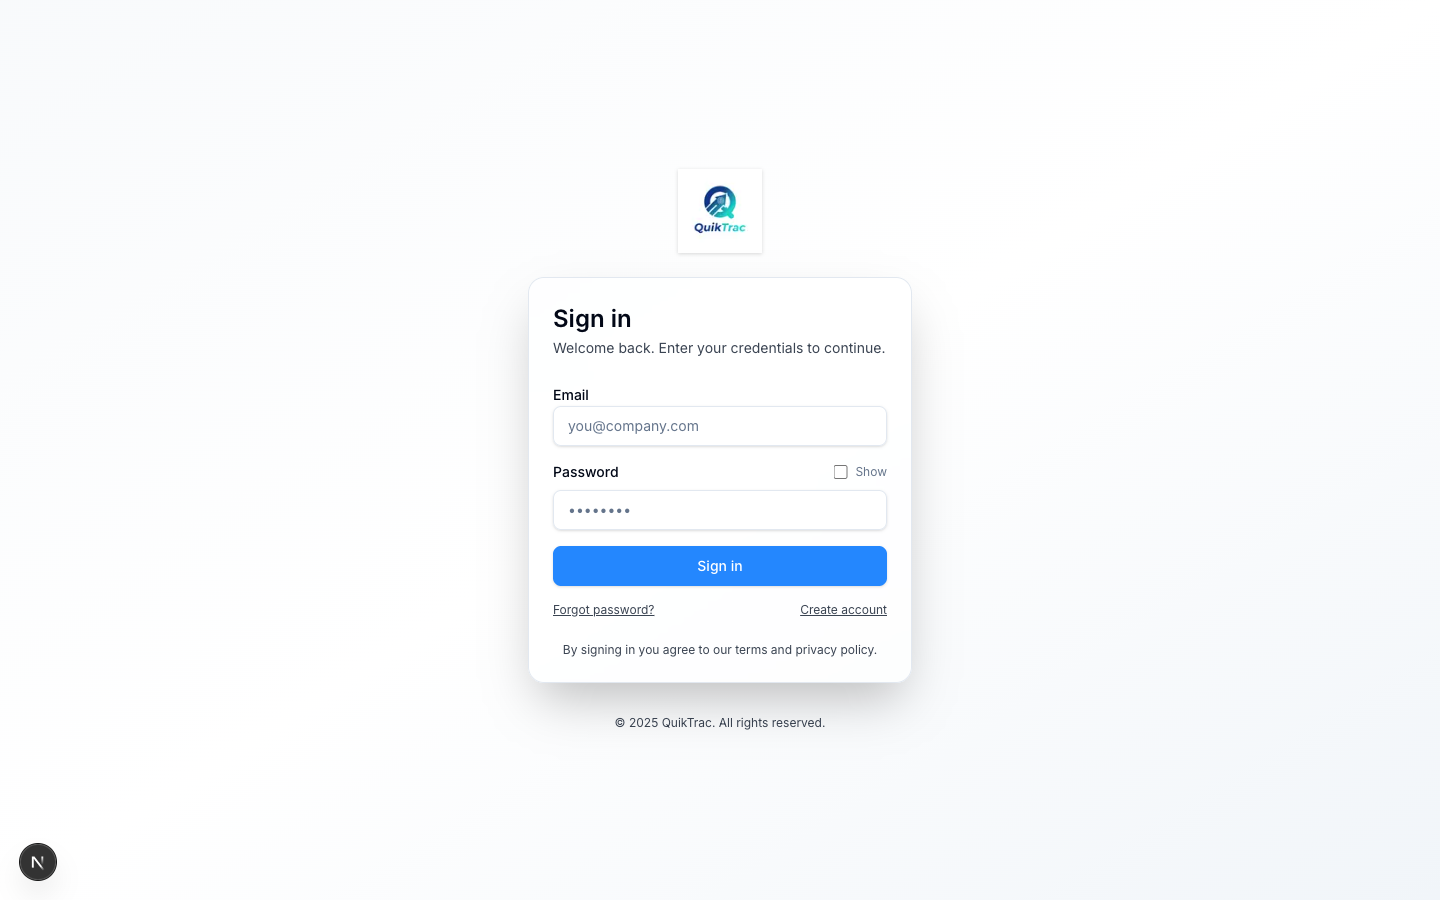 QuikTrac
Sign in
Welcome back. Enter your credentials to continue.
Email
you@company.com
Password
Show
••••••••
Sign in
Forgot password?
Create account
By signing in you agree to our terms and privacy policy.
© 2025 QuikTrac. All rights reserved.
N